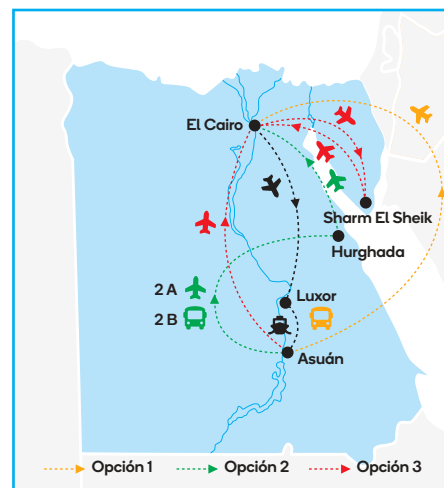 El Cairo
Sharm El Sheik
Hurghada
2 A
2 B
Luxor
Asuán
Opción 1
Opción 2
Opción 3